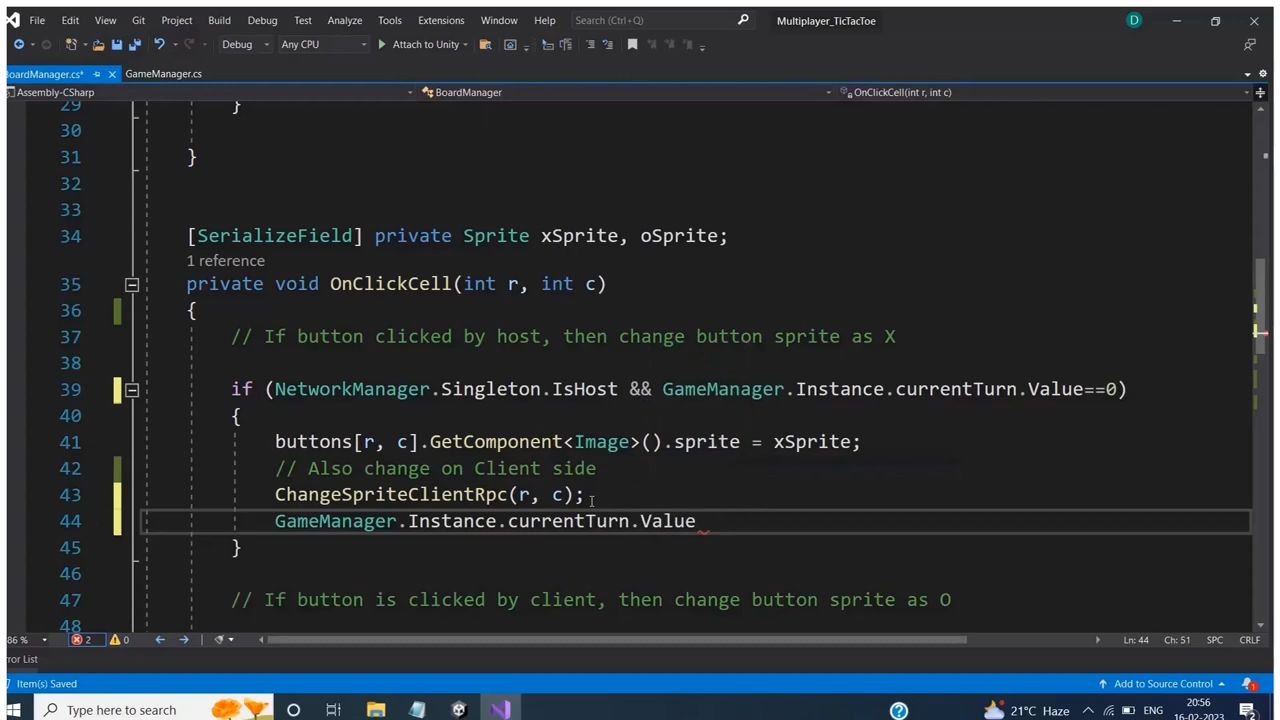 File Edit View Git Project Build Debug Test Analyze Tools Extensions Window Help Search (Ctrl+Q) Multiplayer_TicTacToe D
Debug Any CPU Attach to Unity
BoardManager.cs* GameManager.cs
Assembly-CSharp BoardManager OnClickCell(int r, int c)
29 }
30
31 }
32
33
34 [SerializeField] private Sprite xSprite, oSprite;
1 reference
35 private void OnClickCell(int r, int c)
36 {
37 // If button clicked by host, then change button sprite as X
38
39 if (NetworkManager.Singleton.IsHost && GameManager.Instance.currentTurn.Value==0)
40 {
41 buttons[r, c].GetComponent<Image>().sprite = xSprite;
42 // Also change on Client side
43 ChangeSpriteClientRpc(r, c);
44 GameManager.Instance.currentTurn.Value
45 }
46
47 // If button is clicked by client, then change button sprite as O
48
86 % 2 0 Ln: 44 Ch: 51 SPC CRLF
rror List
Item(s) Saved Add to Source Control 1
Type here to search 21°C Haze ENG 20:56
16-02-2023 2